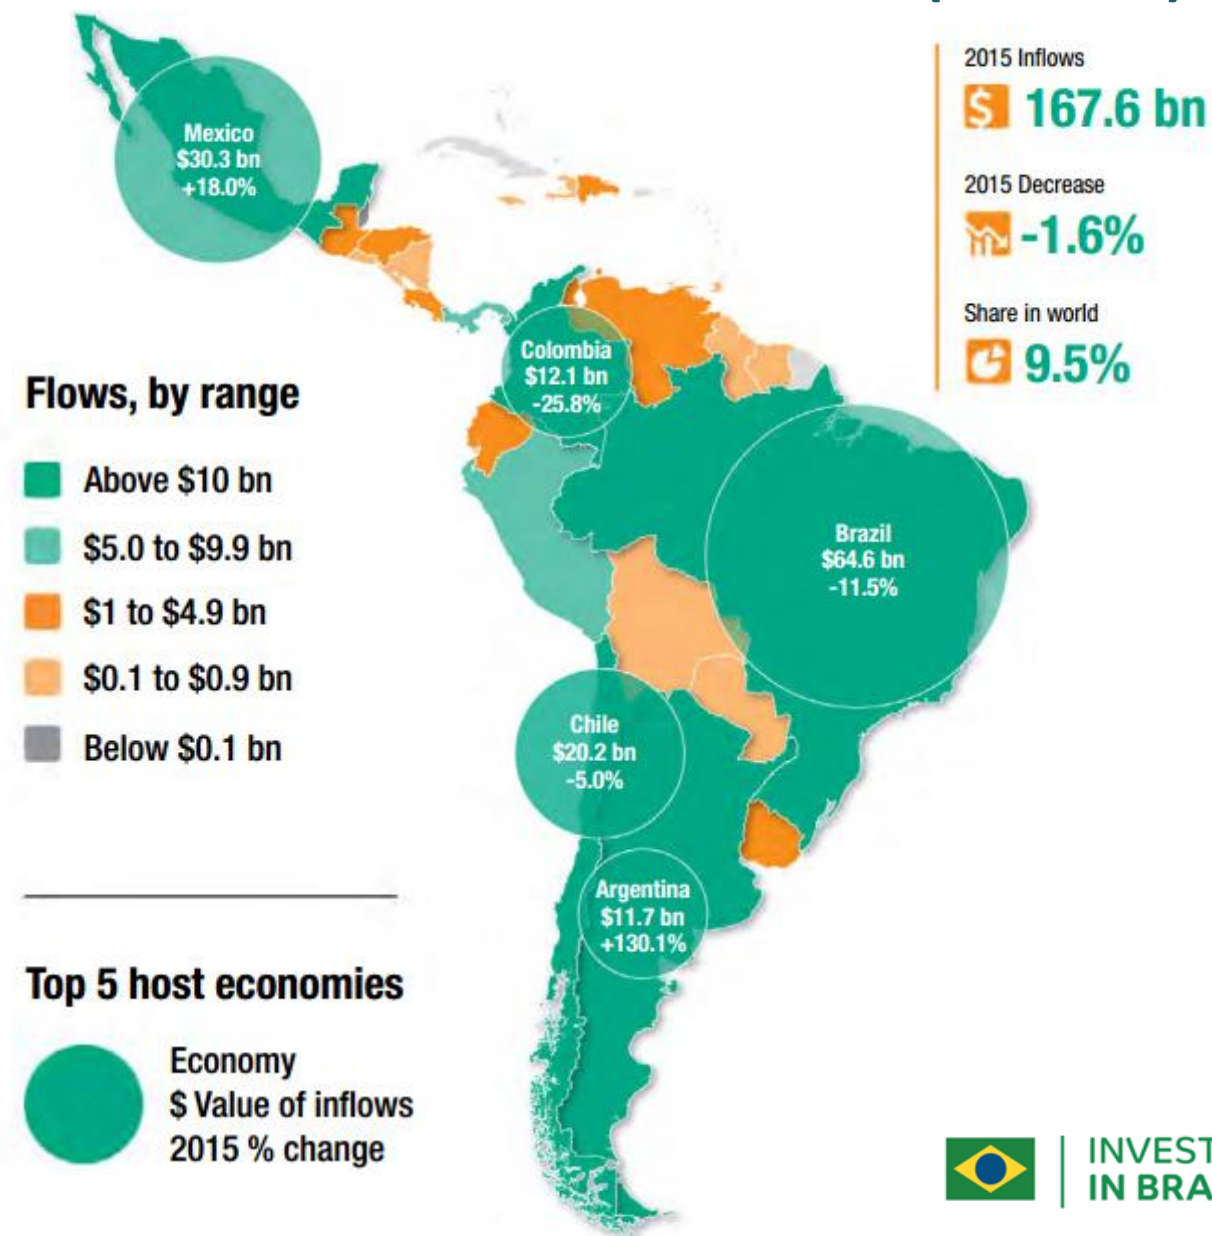 2015 Inflows
$ 167.6 bn
2015 Decrease
-1.6%
Share in world
9.5%
Mexico
$30.3 bn
+18.0%
Colombia
$12.1 bn
-25.8%
Brazil
$64.6 bn
-11.5%
Chile
$20.2 bn
-5.0%
Argentina
$11.7 bn
+130.1%
Flows, by range
Above $10 bn
$5.0 to $9.9 bn
$1 to $4.9 bn
$0.1 to $0.9 bn
Below $0.1 bn
Top 5 host economies
Economy
$ Value of inflows
2015 % change
INVEST
IN BRA